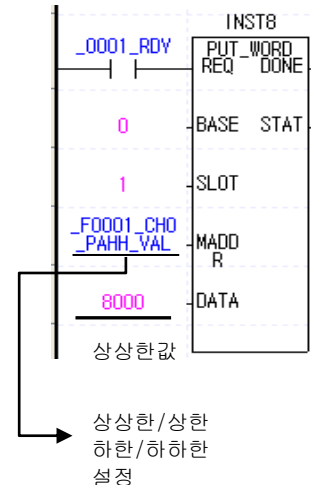 INST8
_0001_RDY
PUT_WORD
REQ DONE
0
BASE STAT
1
SLOT
_F0001_CH0
_PAHH_VAL
MADD
R
8000
DATA
상상한값
상상한/상한
하한/하하한
설정